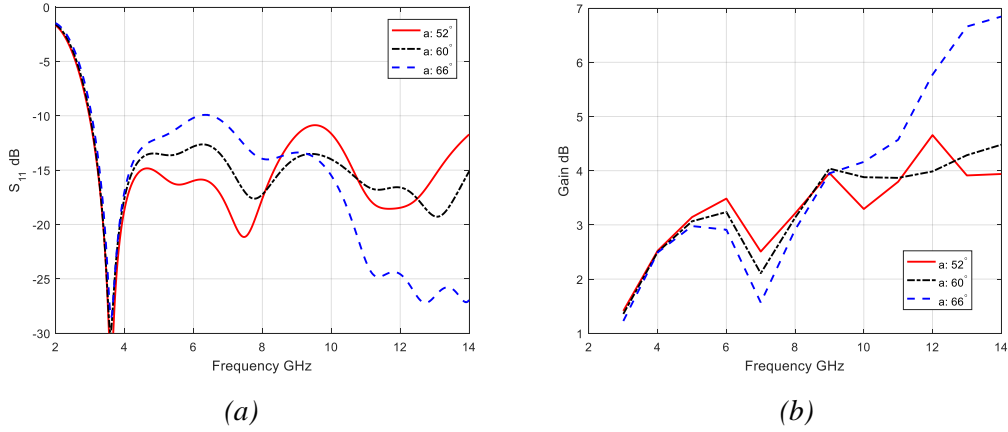 0
-5
-10
-15
-20
-25
-30
S11 dB
2 4 6 8 10 12 14
Frequency GHz
a: 52°
a: 60°
a: 66°
(a)
7
6
5
4
3
2
1
Gain dB
2 4 6 8 10 12 14
Frequency GHz
a: 52°
a: 60°
a: 66°
(b)